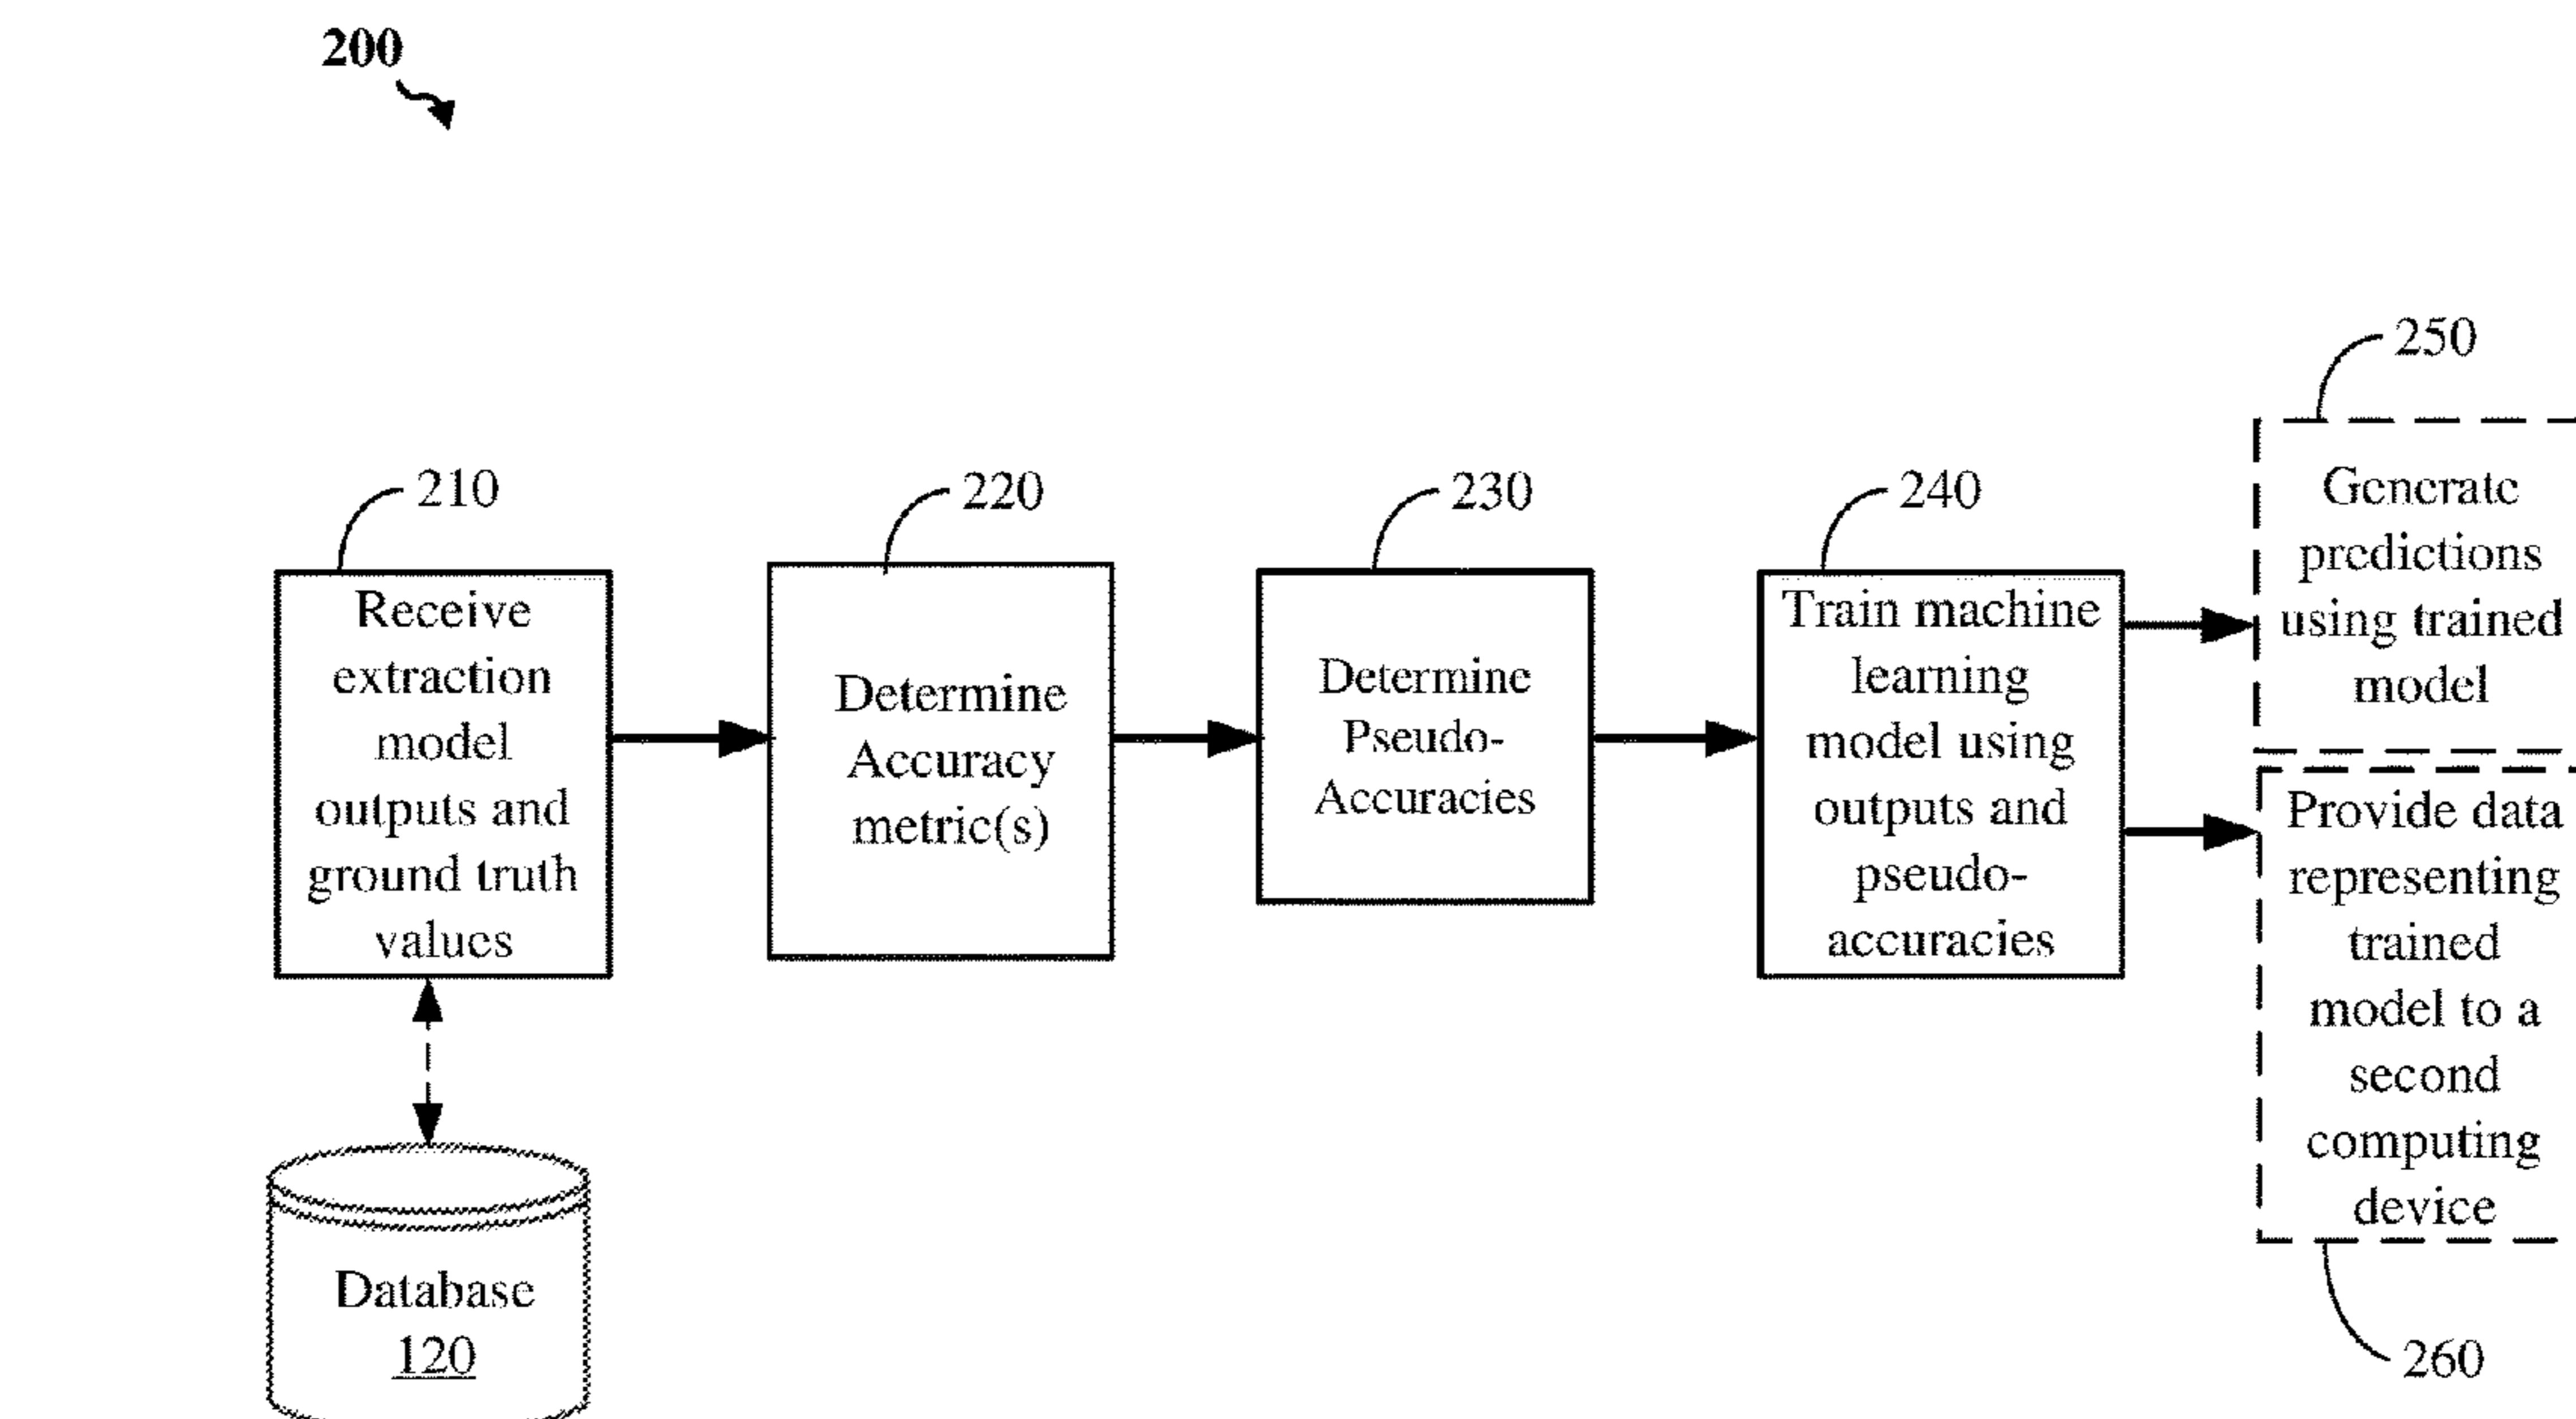 200
210
Receive
extraction
model
outputs and
ground truth
values
220
Determine
Accuracy
metric(s)
230
Determine
Pseudo-
Accuracies
240
Train machine
learning
model using
outputs and
pseudo-
accuracies
250
Generate
predictions
using trained
model
Provide data
representing
trained
model to a
second
computing
device
260
Database
120